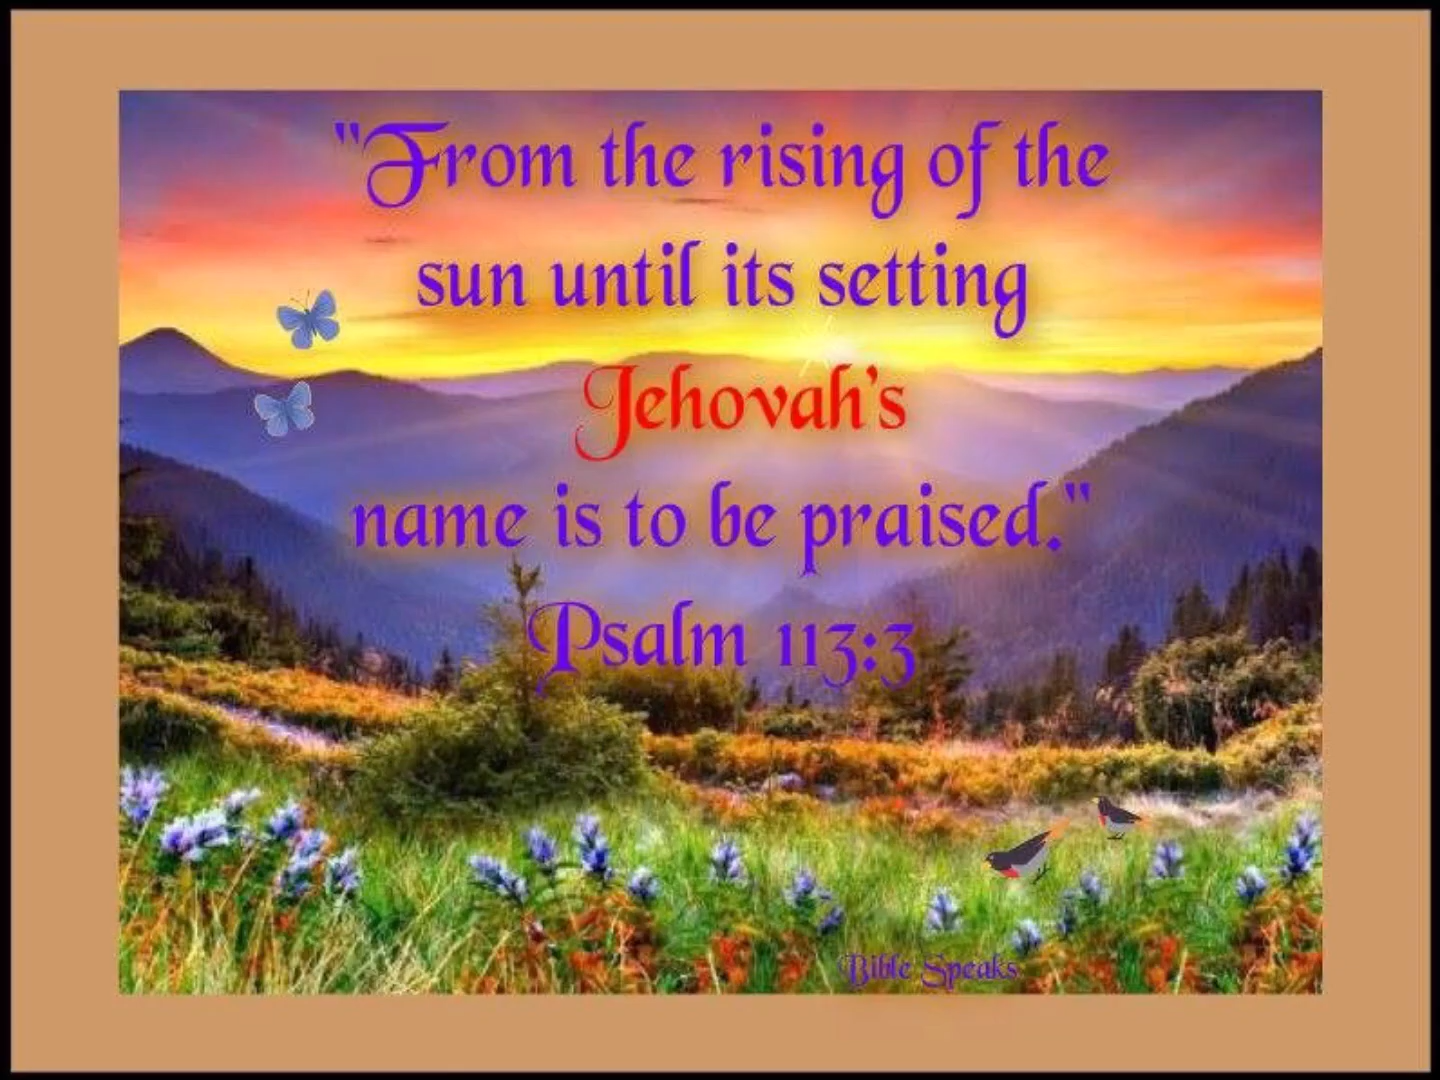 "From the rising of the
sun until its setting
Jehovah's
name is to be praised."
Psalm 113:3
Bible Speaks